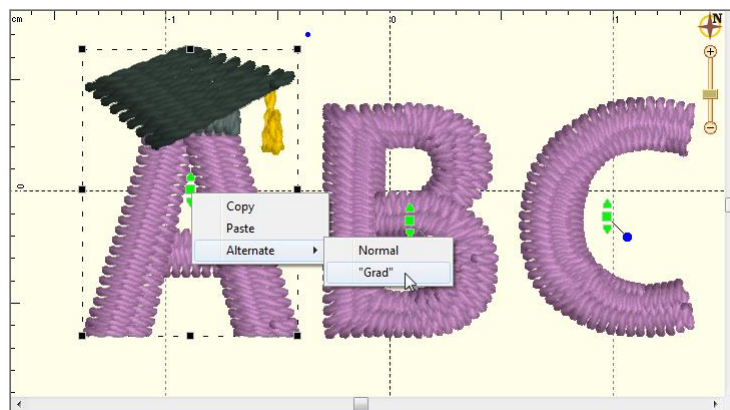 cm -1 :0 1 N
0
ABC
Copy
Paste
Alternate
Normal
"Grad"